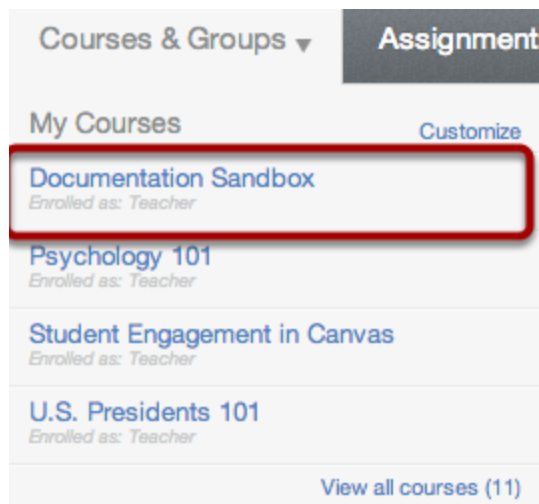 Courses & Groups ▼ Assignment
My Courses Customize
Documentation Sandbox
Enrolled as: Teacher
Psychology 101
Enrolled as: Teacher
Student Engagement in Canvas
Enrolled as: Teacher
U.S. Presidents 101
Enrolled as: Teacher
View all courses (11)